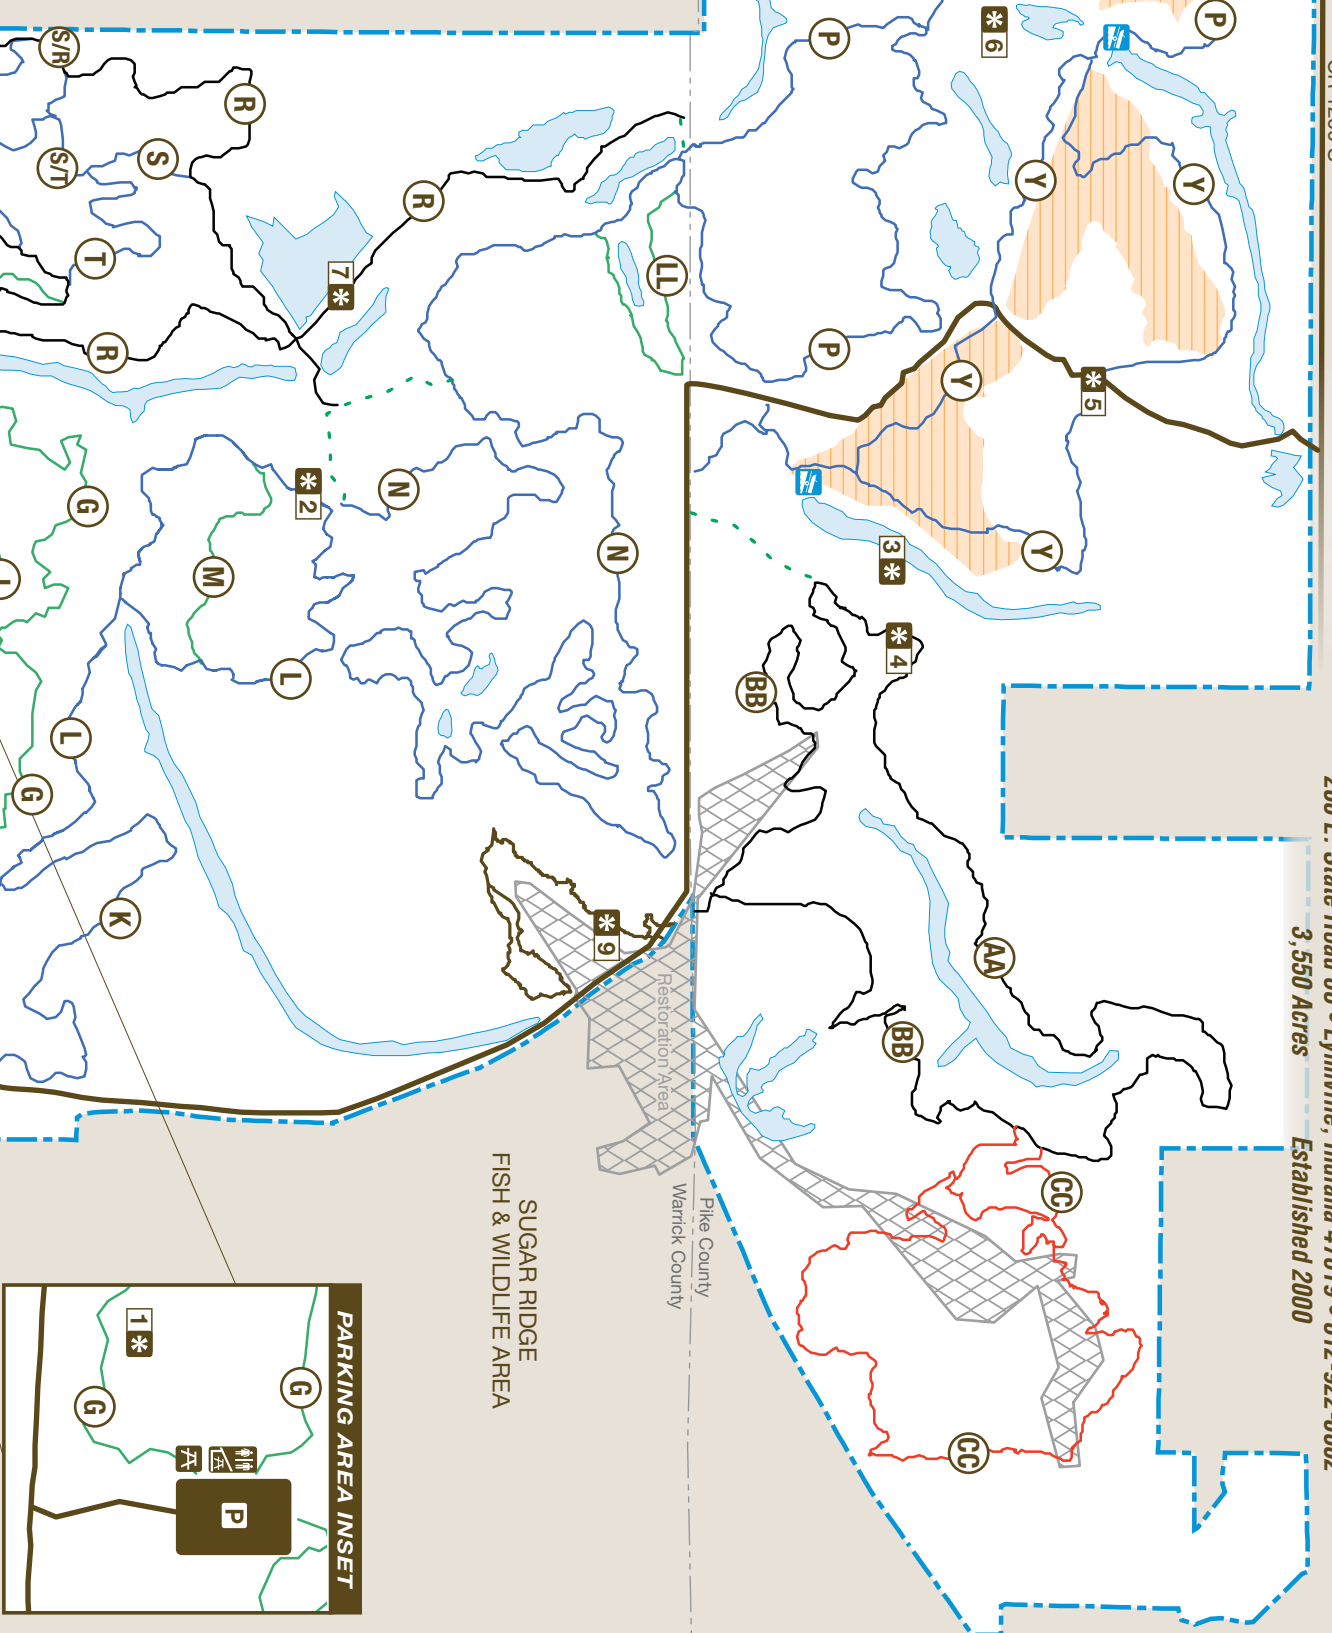 3,550 Acres Established 2000
P
P
* 6
Y
Y
P
Y
* 5
3 *
Y
* 4
BB
AA
BB
CC
CC
S/R
R
S
S/T
T
R
R
7 *
LL
N
N
* 2
M
L
L
G
G
K
* 9
Restoration Area
Pike County
Warrick County
SUGAR RIDGE
FISH & WILDLIFE AREA
PARKING AREA INSET
1 *
G
G
P